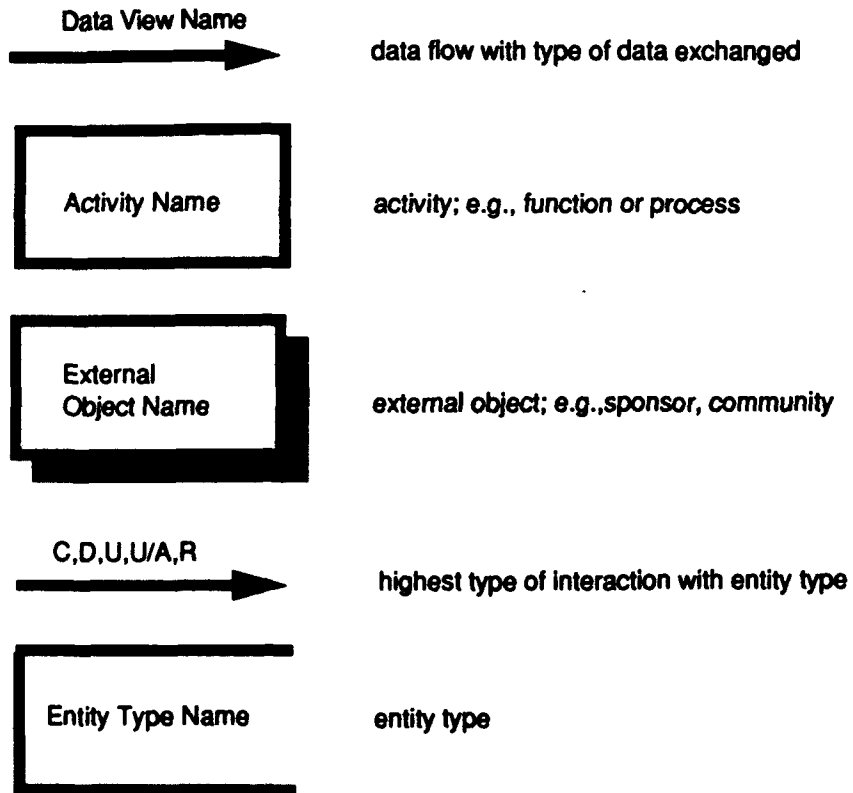 Data View Name
data flow with type of data exchanged
Activity Name
activity; e.g., function or process
External
Object Name
external object; e.g.,sponsor, community
C,D,U,U/A,R
highest type of interaction with entity type
Entity Type Name
entity type